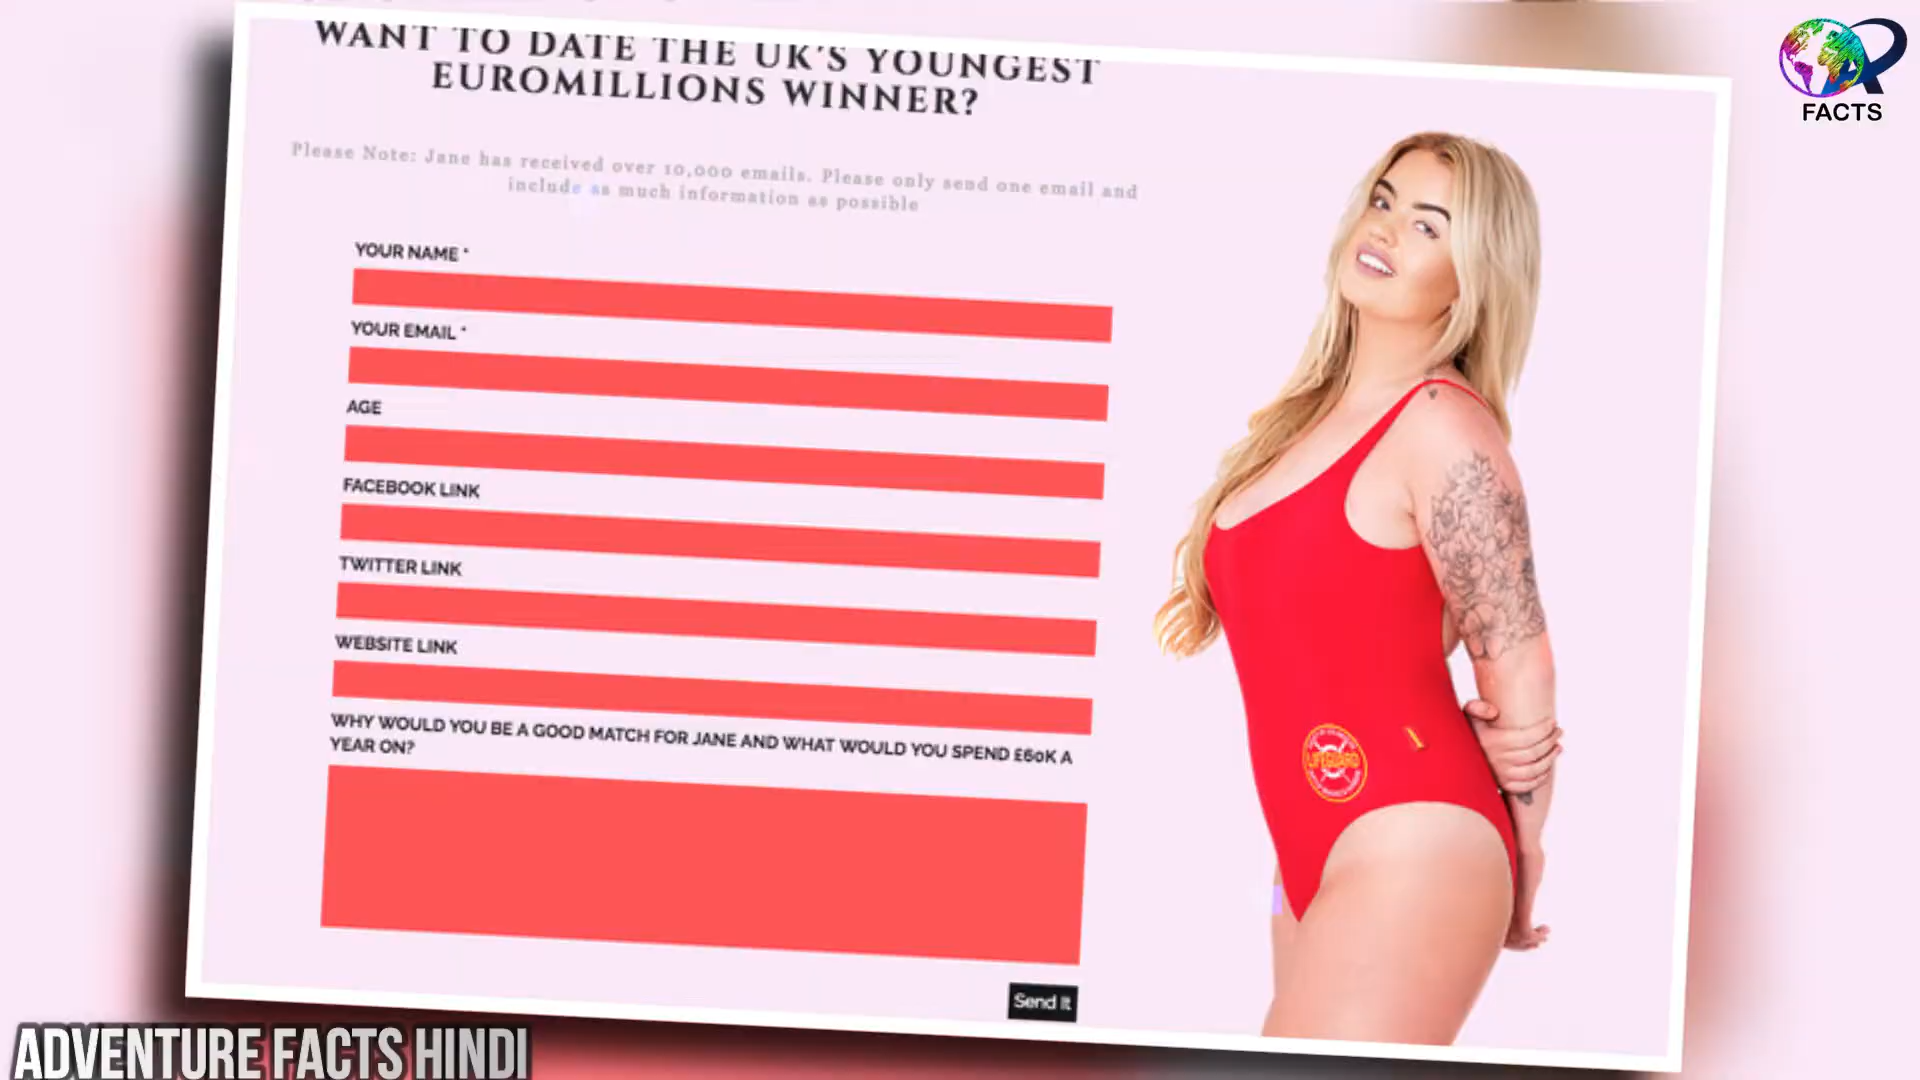 WANT TO DATE THE UK'S YOUNGEST
EUROMILLIONS WINNER?
FACTS
Please Note: Jane has received over 10,000 emails. Please only send one email and
include as much information as possible
YOUR NAME *
YOUR EMAIL *
AGE
FACEBOOK LINK
TWITTER LINK
WEBSITE LINK
WHY WOULD YOU BE A GOOD MATCH FOR JANE AND WHAT WOULD YOU SPEND £60K A
YEAR ON?
LIFEGUARD
Send It
ADVENTURE FACTS HINDI